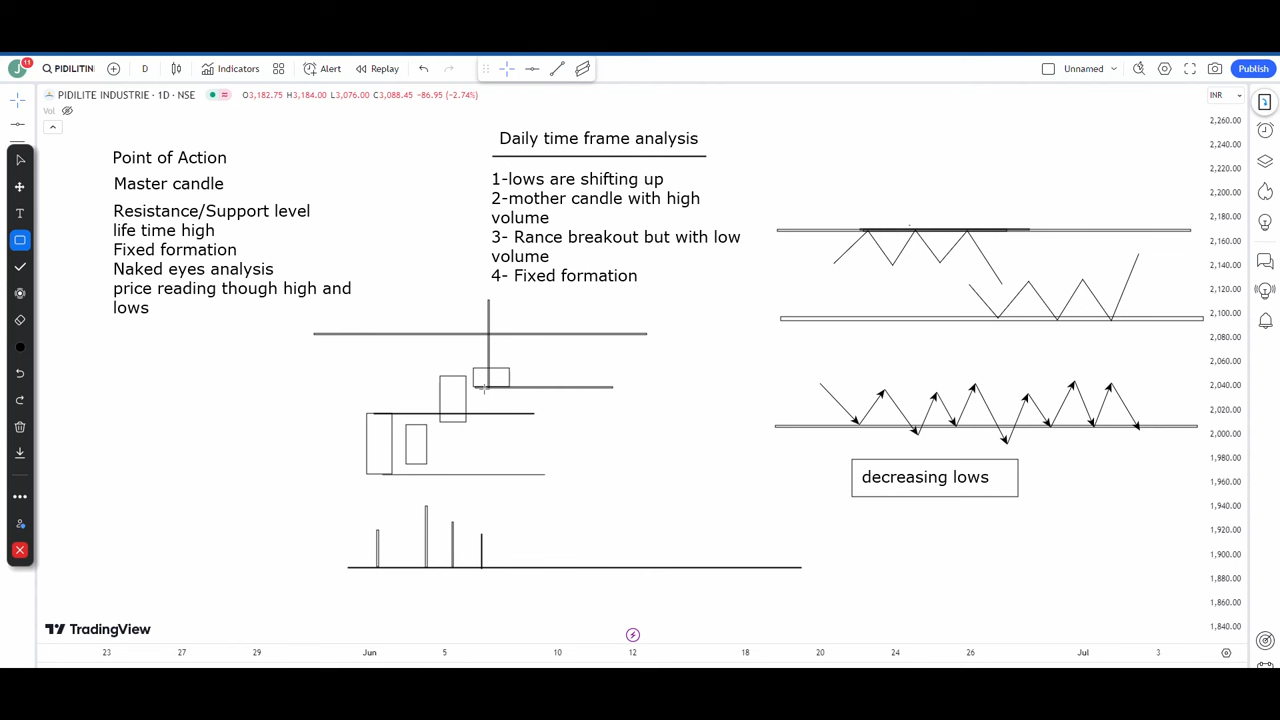 J
11
PIDILITIN
D
Indicators
Alert
Replay
Unnamed
Publish
PIDILITE INDUSTRIE · 1D · NSE
O3,182.75 H3,184.00 L3,076.00 C3,088.45 −86.95 (−2.74%)
INR
Vol
Point of Action
Master candle
Resistance/Support level
life time high
Fixed formation
Naked eyes analysis
price reading though high and
lows
Daily time frame analysis
1-lows are shifting up
2-mother candle with high
volume
3- Rance breakout but with low
volume
4- Fixed formation
decreasing lows
2,260.00
2,240.00
2,220.00
2,200.00
2,180.00
2,160.00
2,140.00
2,120.00
2,100.00
2,080.00
2,060.00
2,040.00
2,020.00
2,000.00
1,980.00
1,960.00
1,940.00
1,920.00
1,900.00
1,880.00
1,860.00
1,840.00
TradingView
23 27 29 Jun 5 10 12 18 20 24 26 Jul 3